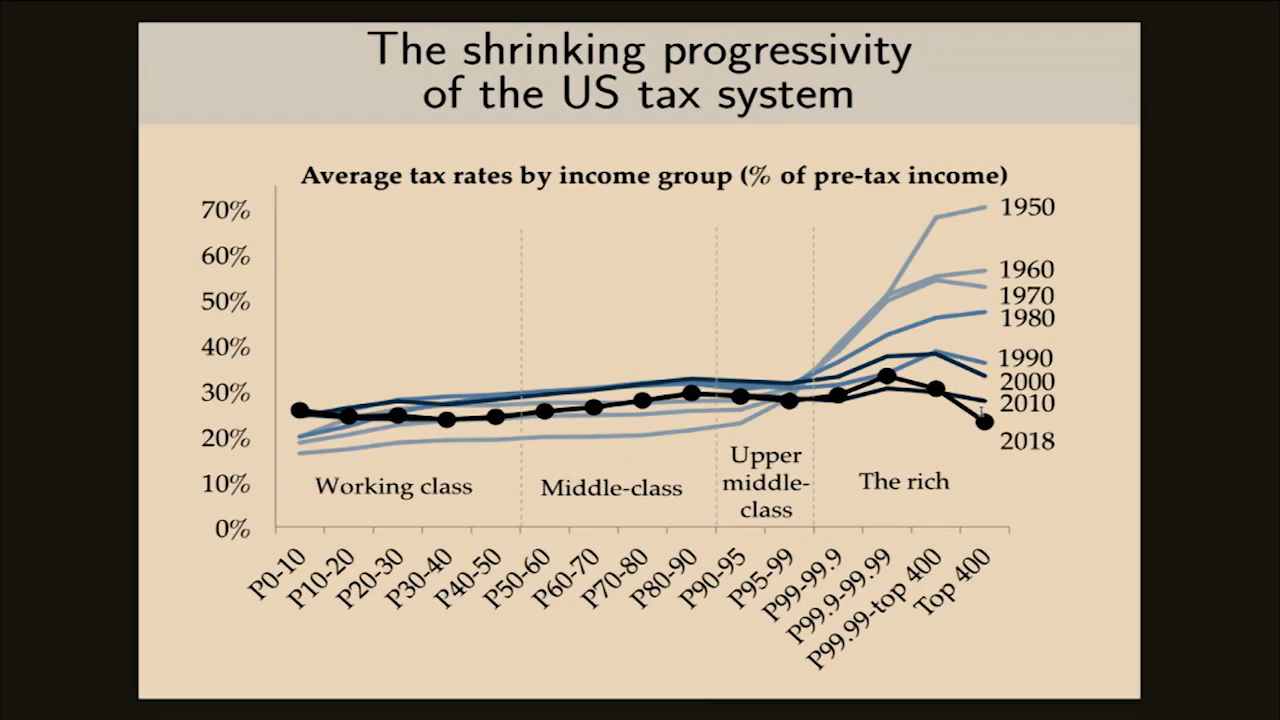 The shrinking progressivity
of the US tax system
Average tax rates by income group (% of pre-tax income)
70%
60%
50%
40%
30%
20%
10%
0%
1950
1960
1970
1980
1990
2000
2010
2018
Working class
Middle-class
Upper
middle-
class
The rich
P0-10
P10-20
P20-30
P30-40
P40-50
P50-60
P60-70
P70-80
P80-90
P90-95
P95-99
P99-99.9
P99.9-99.99
P99.99-top 400
Top 400